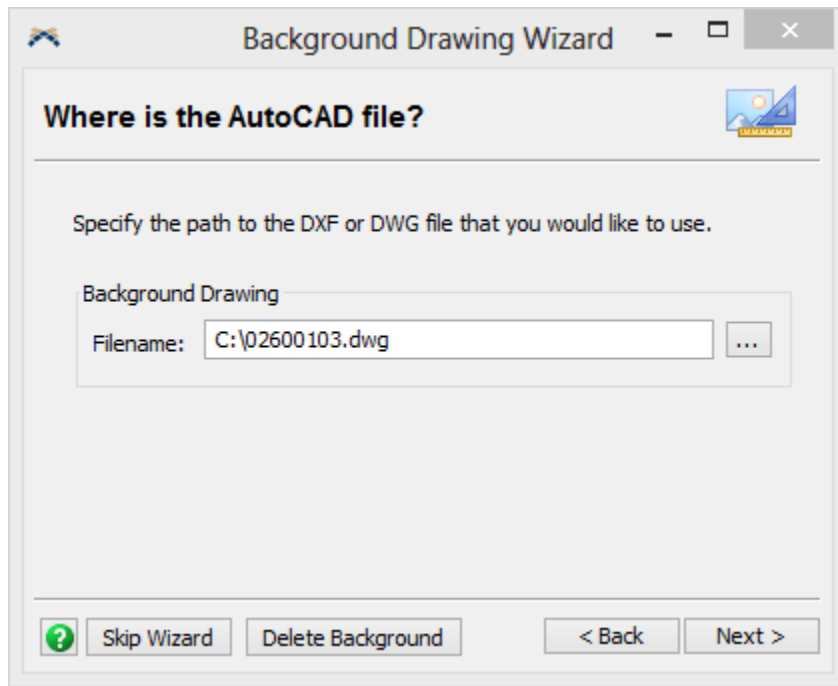 Background Drawing Wizard
Where is the AutoCAD file?
Specify the path to the DXF or DWG file that you would like to use.
Background Drawing
Filename: C:\02600103.dwg ...
Skip Wizard Delete Background < Back Next >